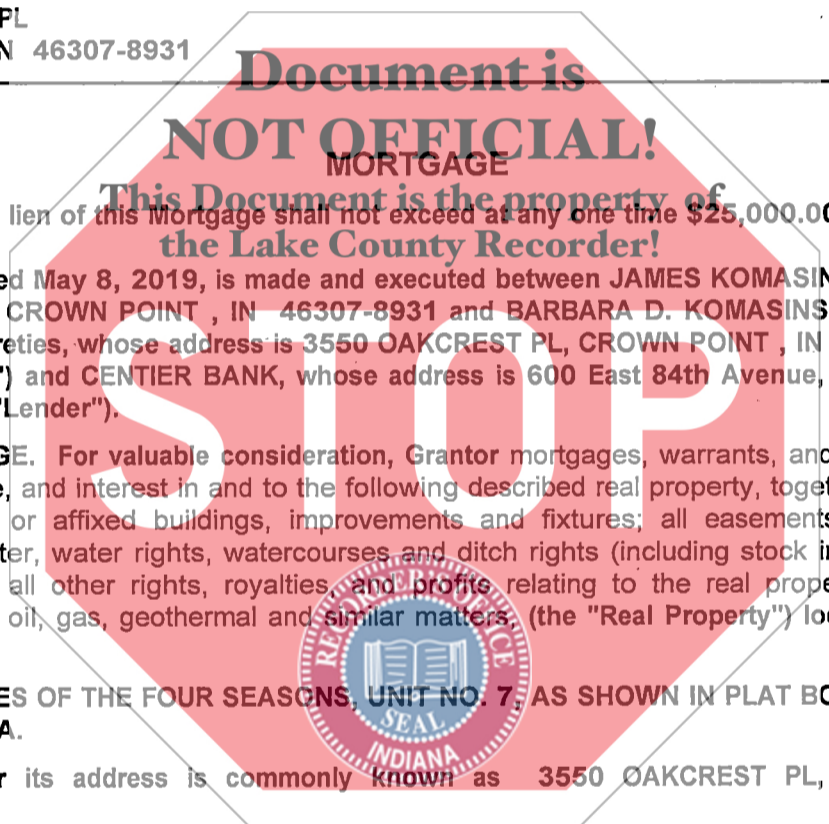 PL
N 46307-8931
Document is
NOT OFFICIAL!
MORTGAGE
This Document is the property of
lien of this Mortgage shall not exceed at any one time $25,000.00
the Lake County Recorder!
ed May 8, 2019, is made and executed between JAMES KOMASIN
CROWN POINT , IN 46307-8931 and BARBARA D. KOMASINS
reties, whose address is 3550 OAKCREST PL, CROWN POINT , IN
") and CENTIER BANK, whose address is 600 East 84th Avenue,
"Lender").
STOP
GE. For valuable consideration, Grantor mortgages, warrants, and
e, and interest in and to the following described real property, toget
or affixed buildings, improvements and fixtures; all easements
ter, water rights, watercourses and ditch rights (including stock in
all other rights, royalties, and profits relating to the real prope
oil, gas, geothermal and similar matters, (the "Real Property") loc
RECORDER OFFICE
ES OF THE FOUR SEASONS, UNIT NO. 7, AS SHOWN IN PLAT BO
A.
SEAL
INDIANA
r its address is commonly known as 3550 OAKCREST PL,